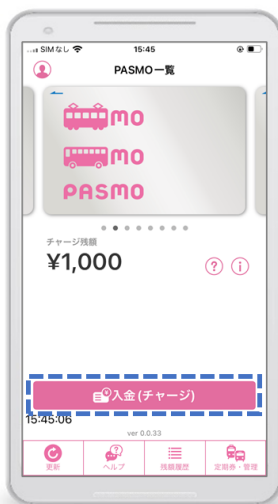 SIMなし 15:45
PASMO一覧
mo
mo
PASMO
チャージ残額
¥1,000
? i
入金(チャージ)
15:45:06
ver 0.0.33
更新 ヘルプ 残額履歴 定期券・管理